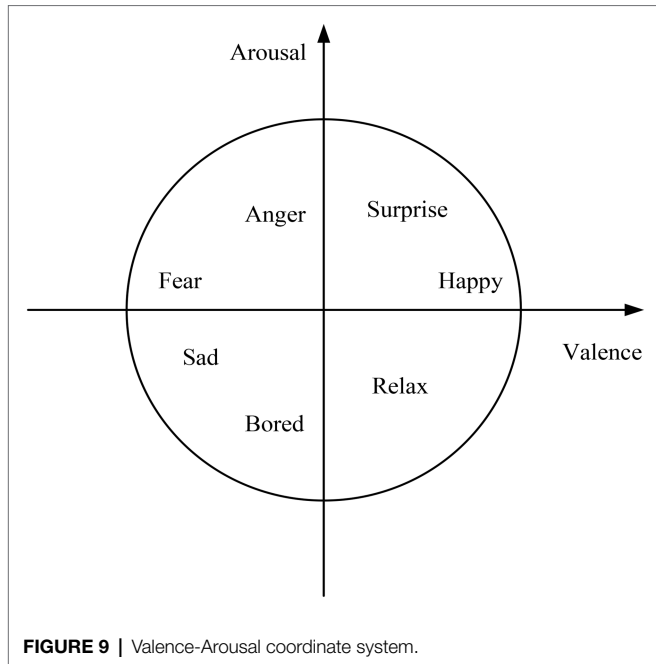 Arousal
Anger
Surprise
Fear
Happy
Valence
Sad
Relax
Bored
FIGURE 9 | Valence-Arousal coordinate system.